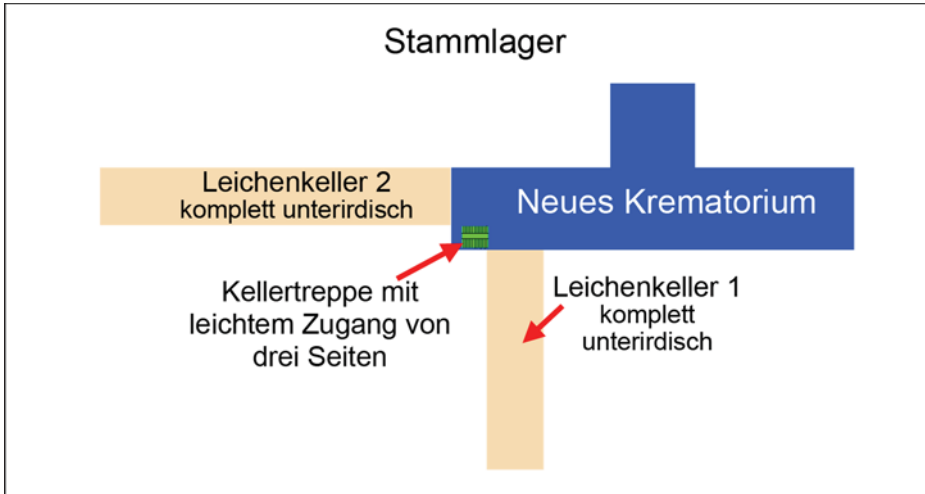 Stammlager
Leichenkeller 2
komplett unterirdisch
Neues Krematorium
Kellertreppe mit
leichtem Zugang von
drei Seiten
Leichenkeller 1
komplett
unterirdisch